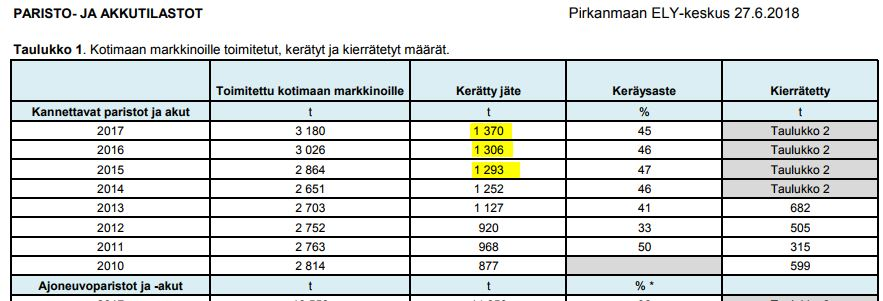 PARISTO- JA AKKUTILASTOT Pirkanmaan ELY-keskus 27.6.2018
Taulukko 1. Kotimaan markkinoille toimitetut, kerätyt ja kierrätetyt määrät.
Toimitettu kotimaan markkinoille Kerätty jäte Keräysaste Kierrätetty
Kannettavat paristot ja akut t t % t
2017 3 180 1 370 45 Taulukko 2
2016 3 026 1 306 46 Taulukko 2
2015 2 864 1 293 47 Taulukko 2
2014 2 651 1 252 46 Taulukko 2
2013 2 703 1 127 41 682
2012 2 752 920 33 505
2011 2 763 968 50 315
2010 2 814 877 599
Ajoneuvoparistot ja -akut t t % *